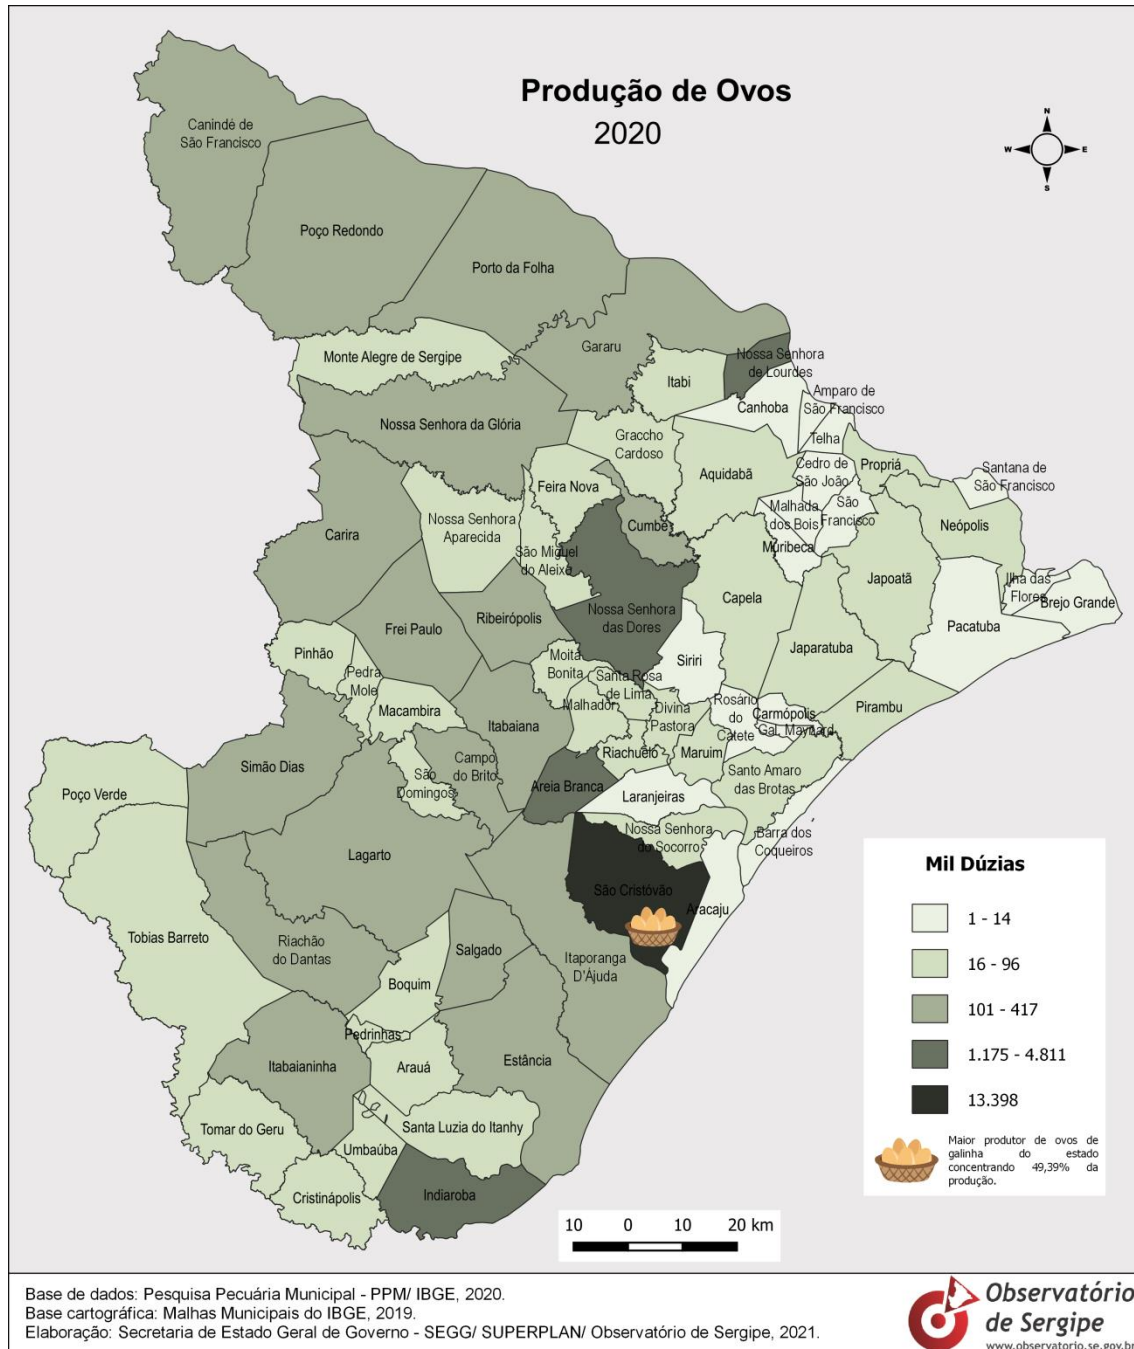 Produção de Ovos
2020
N
W
E
S
Canindé de
São Francisco
Poço Redondo
Porto da Folha
Monte Alegre de Sergipe
Gararu
Nossa Senhora
de Lourdes
Itabi
Canhoba
Amparo de
São Francisco
Telha
Nossa Senhora da Glória
Graccho
Cardoso
Aquidabã
Cedro de
São João
Propriá
Santana de
São Francisco
Feira Nova
Malhada
dos Bois
São
Francisco
Neópolis
Carira
Nossa Senhora
Aparecida
Cumbe
Muribeca
São Miguel
do Aleixo
Japoatã
Ilha das
Flores
Brejo Grande
Capela
Nossa Senhora
das Dores
Pacatuba
Ribeirópolis
Frei Paulo
Japaratuba
Pinhão
Pedra
Mole
Moita
Bonita
Siriri
Santa Rosa
de Lima
Macambira
Malhador
Divina
Pastora
Rosário
do
Catete
Carmópolis
Pirambu
Itabaiana
Gal. Maynard
Riachuelo
Maruim
Simão Dias
Campo
do Brito
São
Domingos
Areia Branca
Santo Amaro
das Brotas
Poço Verde
Laranjeiras
Nossa Senhora
do Socorro
Barra dos
Coqueiros
Lagarto
São Cristóvão
Aracaju
Tobias Barreto
Riachão
do Dantas
Salgado
Itaporanga
D'Ájuda
Boquim
Pedrinhas
Itabaianinha
Arauá
Estância
Tomar do Geru
Santa Luzia do Itanhy
Umbaúba
Cristinápolis
Indiaroba
Mil Dúzias
1 - 14
16 - 96
101 - 417
1.175 - 4.811
13.398
Maior produtor de ovos de
galinha do estado
concentrando 49,39% da
produção.
10 0 10 20 km
Base de dados: Pesquisa Pecuária Municipal - PPM/ IBGE, 2020.
Base cartográfica: Malhas Municipais do IBGE, 2019.
Elaboração: Secretaria de Estado Geral de Governo - SEGG/ SUPERPLAN/ Observatório de Sergipe, 2021.
Observatório
de Sergipe
www.observatorio.se.gov.br